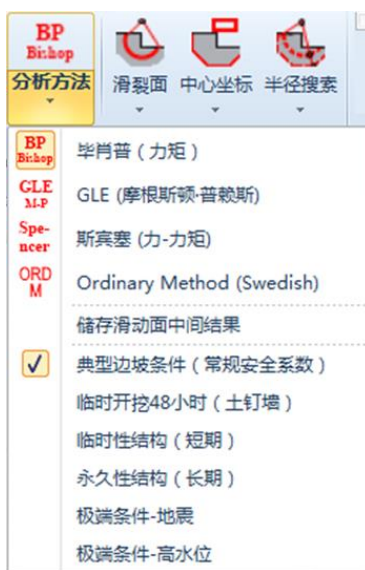 BP
Bishop
分析方法
滑裂面
中心坐标
半径搜索
BP
Bishop
毕肖普（力矩）
GLE
M-P
GLE (摩根斯顿-普赖斯)
Spe-
ncer
斯宾塞 (力-力矩)
ORD
M
Ordinary Method (Swedish)
储存滑动面中间结果
典型边坡条件（常规安全系数）
临时开挖48小时（土钉墙）
临时性结构（短期）
永久性结构（长期）
极端条件-地震
极端条件-高水位